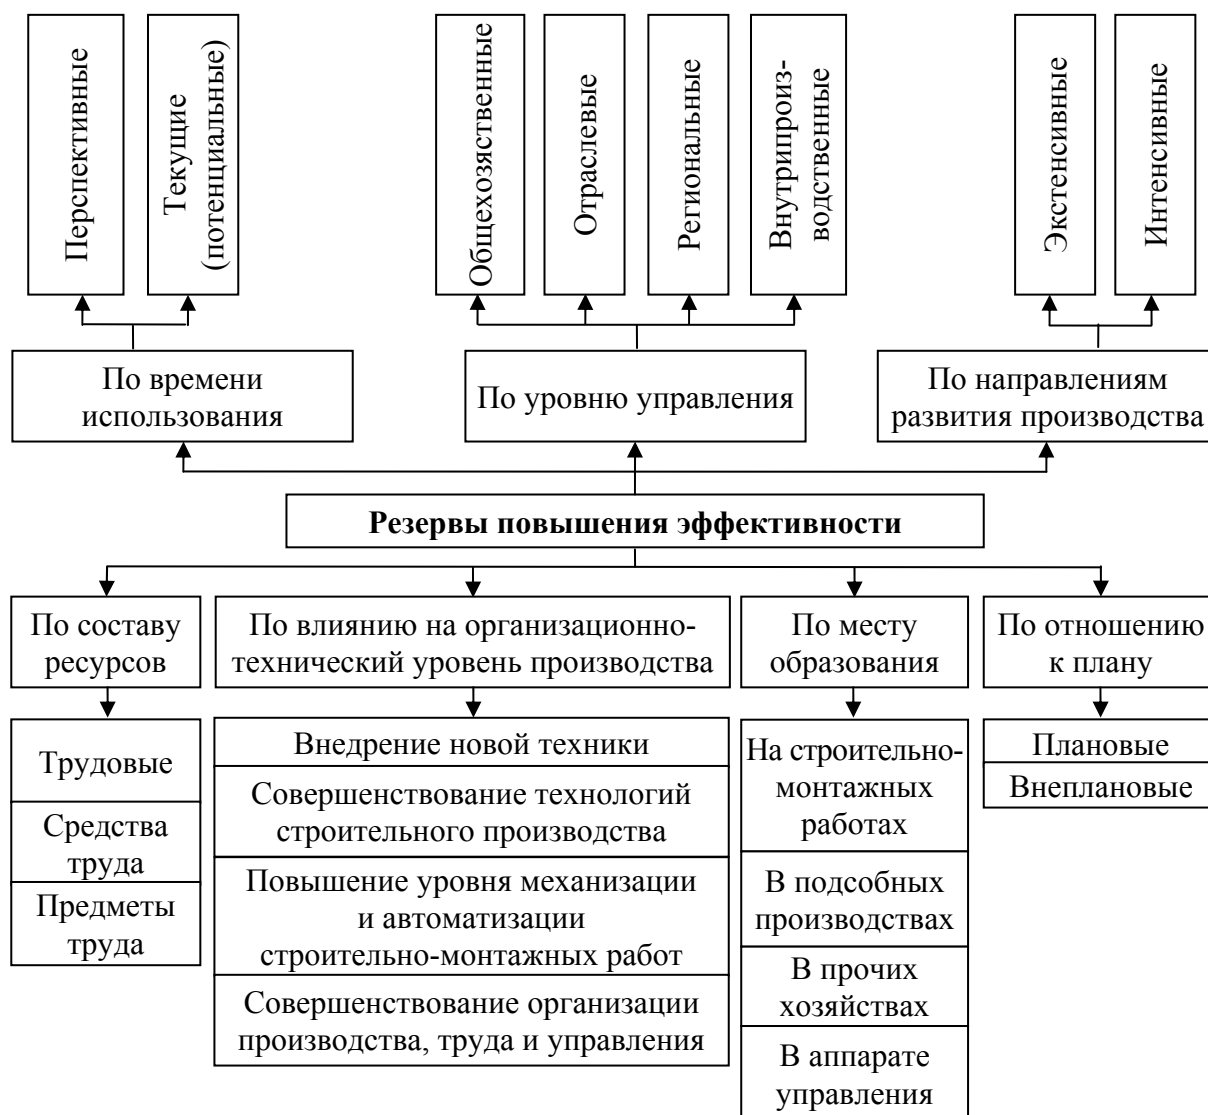 Перспективные
Текущие
(потенциальные)
Общехозяственные
Отраслевые
Региональные
Внутрипроиз-
водственные
Экстенсивные
Интенсивные
По времени
использования
По уровню управления
По направлениям
развития производства
Резервы повышения эффективности
По составу
ресурсов
По влиянию на организационно-
технический уровень производства
По месту
образования
По отношению
к плану
Трудовые
Средства
труда
Предметы
труда
Внедрение новой техники
Совершенствование технологий
строительного производства
Повышение уровня механизации
и автоматизации
строительно-монтажных работ
Совершенствование организации
производства, труда и управления
На строительно-
монтажных
работах
В подсобных
производствах
В прочих
хозяйствах
В аппарате
управления
Плановые
Внеплановые